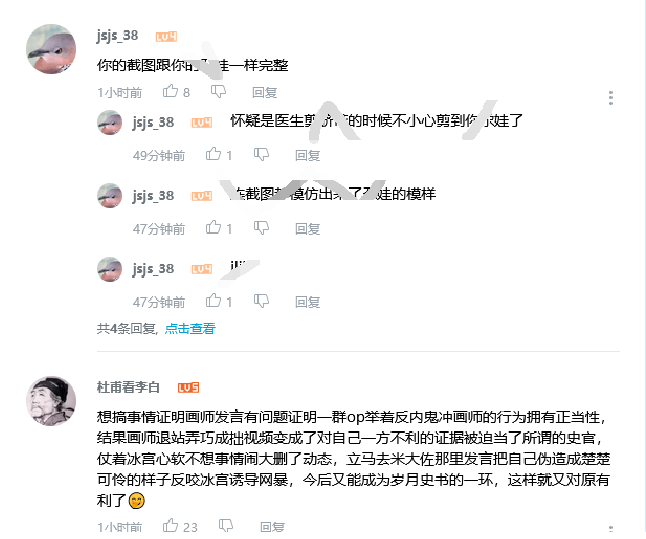 jsjs_38 LV4
你的截图跟你的 娃一样完整
1小时前 8 回复
jsjs_38 LV4 怀疑是医生剪 的时候不小心剪到你 娃了
49分钟前 1 回复
jsjs_38 LV4 截图 模仿出 了 娃的模样
47分钟前 1 回复
jsjs_38 LV4
47分钟前 1 回复
共4条回复, 点击查看
杜甫看李白 LV5
想搞事情证明画师发言有问题证明一群op举着反内鬼冲画师的行为拥有正当性，
结果画师退站弄巧成拙视频变成了对自己一方不利的证据被迫当了所谓的史官，
仗着冰宫心软不想事情闹大删了动态，立马去米大佐那里发言把自己伪造成楚楚
可怜的样子反咬冰宫诱导网暴，今后又能成为岁月史书的一环，这样就又对原有
利了
1小时前 23 回复